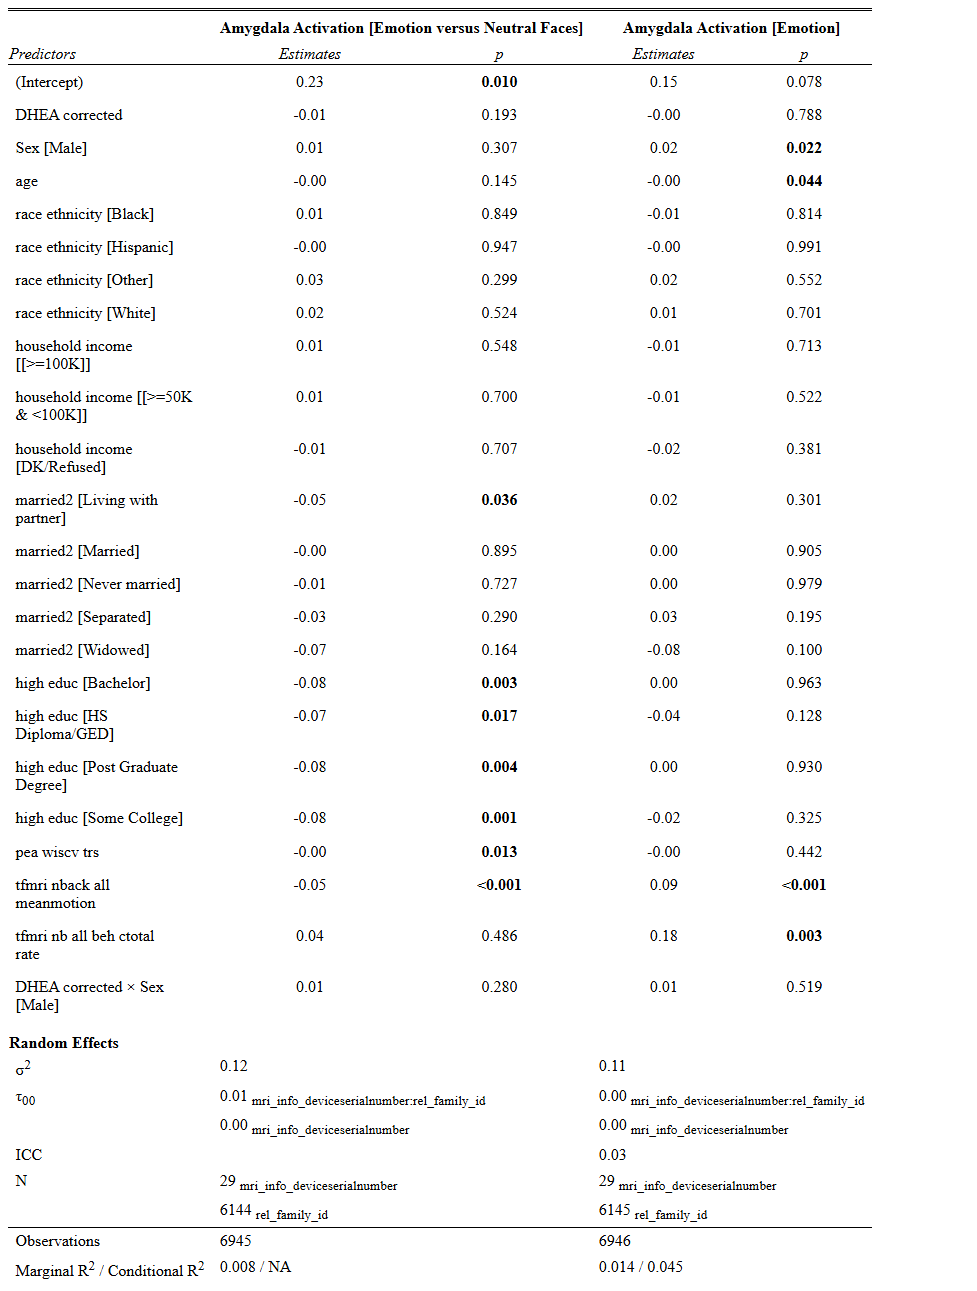 Amygdala Activation [Emotion versus Neutral Faces] Amygdala Activation [Emotion]
Predictors Estimates p Estimates p
(Intercept) 0.23 0.010 0.15 0.078
DHEA corrected -0.01 0.193 -0.00 0.788
Sex [Male] 0.01 0.307 0.02 0.022
age -0.00 0.145 -0.00 0.044
race ethnicity [Black] 0.01 0.849 -0.01 0.814
race ethnicity [Hispanic] -0.00 0.947 -0.00 0.991
race ethnicity [Other] 0.03 0.299 0.02 0.552
race ethnicity [White] 0.02 0.524 0.01 0.701
household income 0.01 0.548 -0.01 0.713
[[>=100K]]
household income [[>=50K 0.01 0.700 -0.01 0.522
& <100K]]
household income -0.01 0.707 -0.02 0.381
[DK/Refused]
married2 [Living with -0.05 0.036 0.02 0.301
partner]
married2 [Married] -0.00 0.895 0.00 0.905
married2 [Never married] -0.01 0.727 0.00 0.979
married2 [Separated] -0.03 0.290 0.03 0.195
married2 [Widowed] -0.07 0.164 -0.08 0.100
high educ [Bachelor] -0.08 0.003 0.00 0.963
high educ [HS -0.07 0.017 -0.04 0.128
Diploma/GED]
high educ [Post Graduate -0.08 0.004 0.00 0.930
Degree]
high educ [Some College] -0.08 0.001 -0.02 0.325
pea wiscv trs -0.00 0.013 -0.00 0.442
tfmri nback all -0.05 <0.001 0.09 <0.001
meanmotion
tfmri nb all beh ctotal 0.04 0.486 0.18 0.003
rate
DHEA corrected × Sex 0.01 0.280 0.01 0.519
[Male]
Random Effects
σ2 0.12 0.11
τ00 0.01 mri_info_deviceserialnumber:rel_family_id 0.00 mri_info_deviceserialnumber:rel_family_id
0.00 mri_info_deviceserialnumber 0.00 mri_info_deviceserialnumber
ICC 0.03
N 29 mri_info_deviceserialnumber 29 mri_info_deviceserialnumber
6144 rel_family_id 6145 rel_family_id
Observations 6945 6946
Marginal R2 / Conditional R2 0.008 / NA 0.014 / 0.045